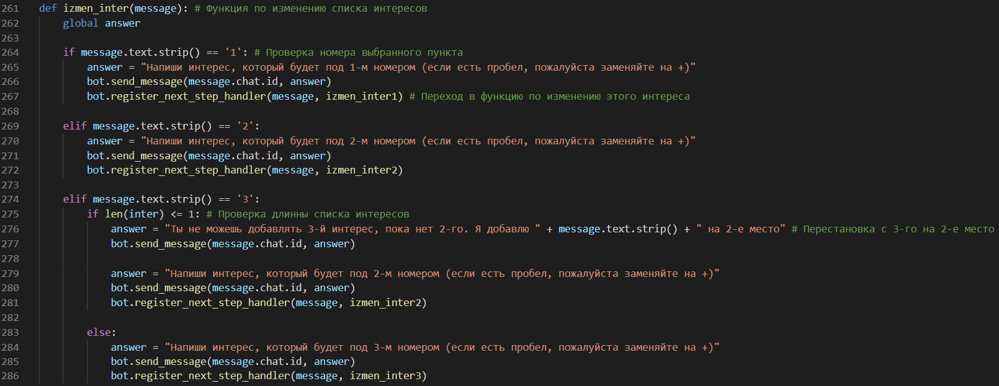 261 def izmen_inter(message): # Функция по изменению списка интересов
262 global answer
263
264 if message.text.strip() == '1': # Проверка номера выбранного пункта
265 answer = "Напиши интерес, который будет под 1-м номером (если есть пробел, пожалуйста заменяйте на +)"
266 bot.send_message(message.chat.id, answer)
267 bot.register_next_step_handler(message, izmen_inter1) # Переход в функцию по изменению этого интереса
268
269 elif message.text.strip() == '2':
270 answer = "Напиши интерес, который будет под 2-м номером (если есть пробел, пожалуйста заменяйте на +)"
271 bot.send_message(message.chat.id, answer)
272 bot.register_next_step_handler(message, izmen_inter2)
273
274 elif message.text.strip() == '3':
275 if len(inter) <= 1: # Проверка длинны списка интересов
276 answer = "Ты не можешь добавлять 3-й интерес, пока нет 2-го. Я добавлю " + message.text.strip() + " на 2-е место" # Перестановка с 3-го на 2-е место
277 bot.send_message(message.chat.id, answer)
278
279 answer = "Напиши интерес, который будет под 2-м номером (если есть пробел, пожалуйста заменяйте на +)"
280 bot.send_message(message.chat.id, answer)
281 bot.register_next_step_handler(message, izmen_inter2)
282
283 else:
284 answer = "Напиши интерес, который будет под 3-м номером (если есть пробел, пожалуйста заменяйте на +)"
285 bot.send_message(message.chat.id, answer)
286 bot.register_next_step_handler(message, izmen_inter3)